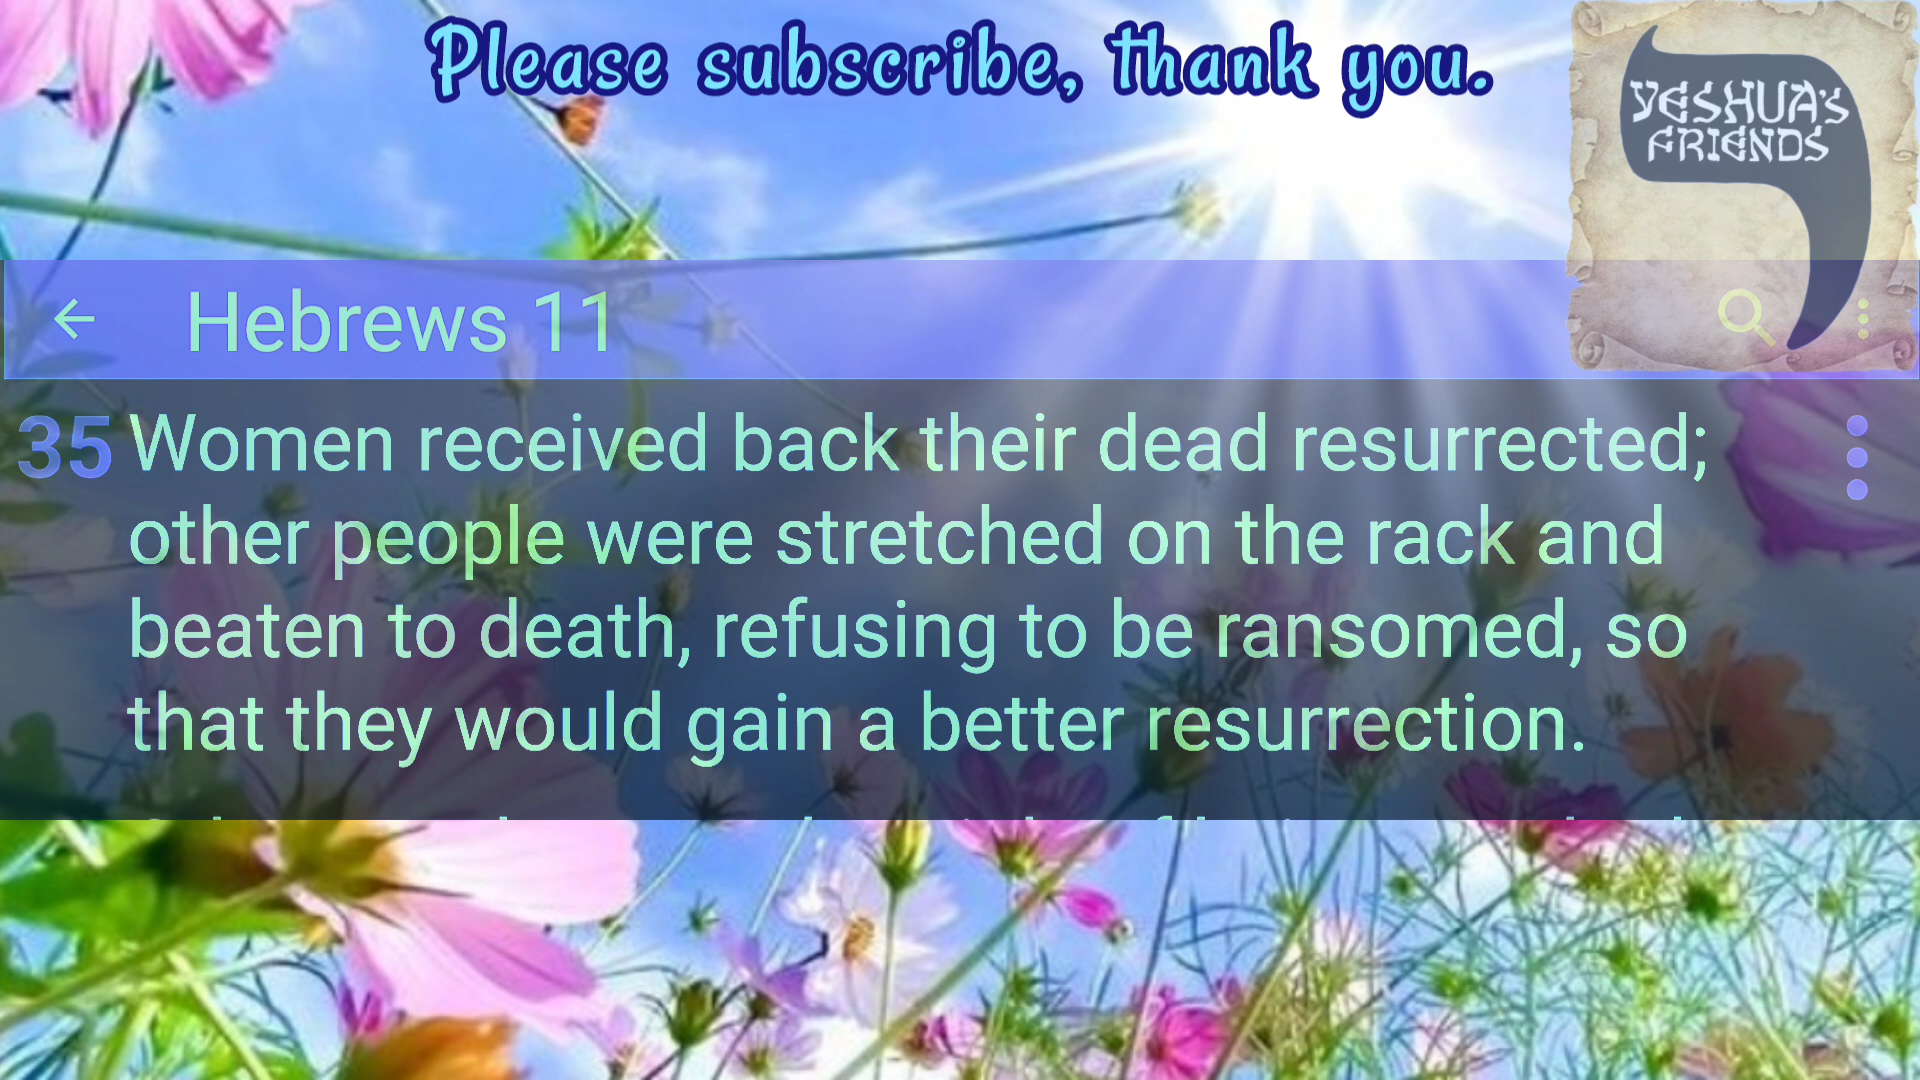 Please subscribe, thank you.
YESHUA'S
FRIENDS
Hebrews 11
35 Women received back their dead resurrected;
other people were stretched on the rack and
beaten to death, refusing to be ransomed, so
that they would gain a better resurrection.